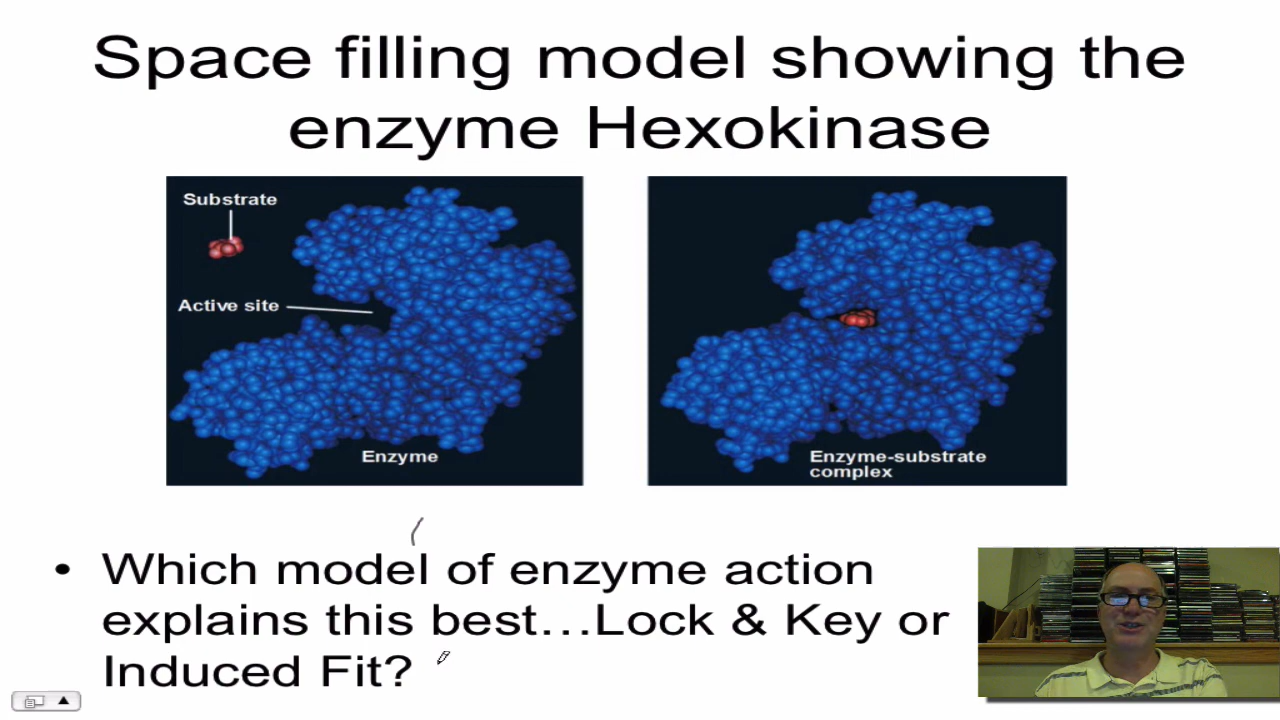 Space filling model showing the
enzyme Hexokinase
Substrate
Active site
Enzyme
Enzyme-substrate
complex
• Which model of enzyme action
explains this best…Lock & Key or
Induced Fit?